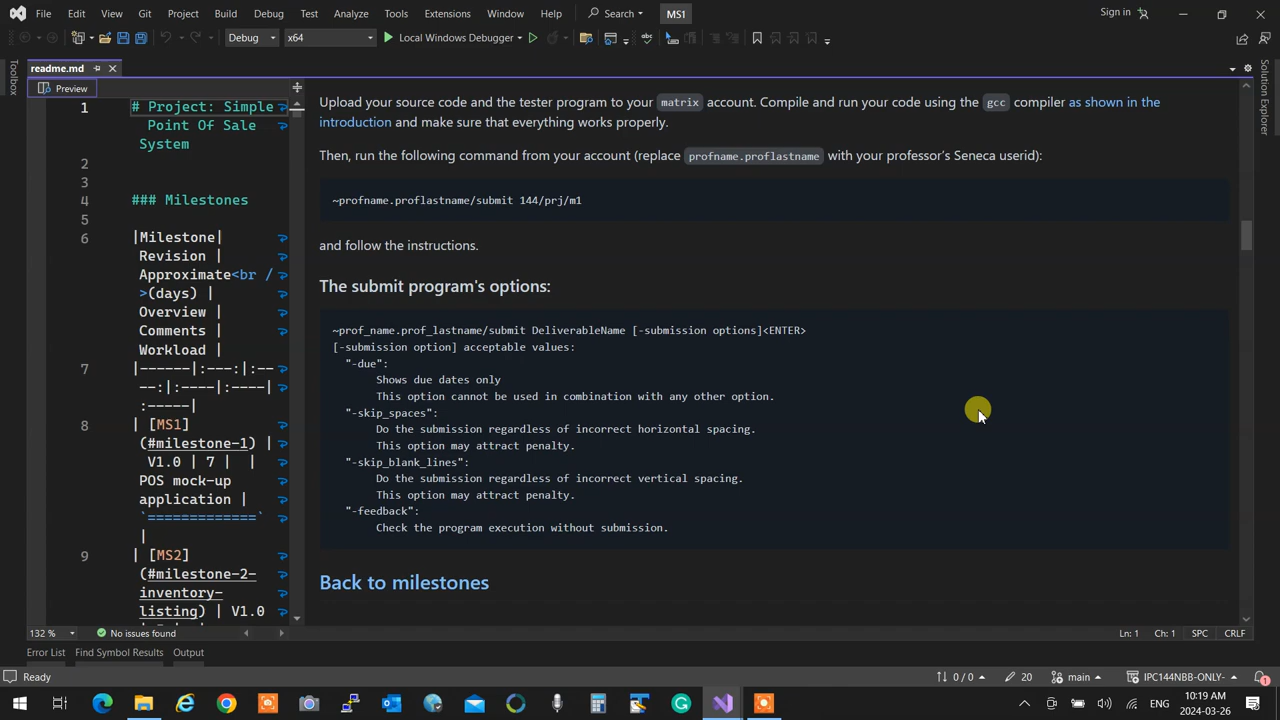 File Edit View Git Project Build Debug Test Analyze Tools Extensions Window Help Search MS1 Sign in
Debug x64 Local Windows Debugger
Toolbox
readme.md
Solution Explorer
Preview
1 # Project: Simple
Point Of Sale
System
2
3
4 ### Milestones
5
6 |Milestone|
Revision |
Approximate<br /
>(days) |
Overview |
Comments |
Workload |
7 |------|:---:|:--
--:|:----|:----|
:-----|
8 | [MS1]
(#milestone-1) |
V1.0 | 7 | |
POS mock-up
application |
`=============`
|
9 | [MS2]
(#milestone-2-
inventory-
listing) | V1.0
Upload your source code and the tester program to your matrix account. Compile and run your code using the gcc compiler as shown in the
introduction and make sure that everything works properly.
Then, run the following command from your account (replace profname.proflastname with your professor's Seneca userid):
~profname.proflastname/submit 144/prj/m1
and follow the instructions.
The submit program's options:
~prof_name.prof_lastname/submit DeliverableName [-submission options]<ENTER>
[-submission option] acceptable values:
"-due":
Shows due dates only
This option cannot be used in combination with any other option.
"-skip_spaces":
Do the submission regardless of incorrect horizontal spacing.
This option may attract penalty.
"-skip_blank_lines":
Do the submission regardless of incorrect vertical spacing.
This option may attract penalty.
"-feedback":
Check the program execution without submission.
Back to milestones
132 % No issues found Ln: 1 Ch: 1 SPC CRLF
Error List Find Symbol Results Output
Ready 0 / 0 20 main IPC144NBB-ONLY- 1
ENG 10:19 AM
2024-03-26